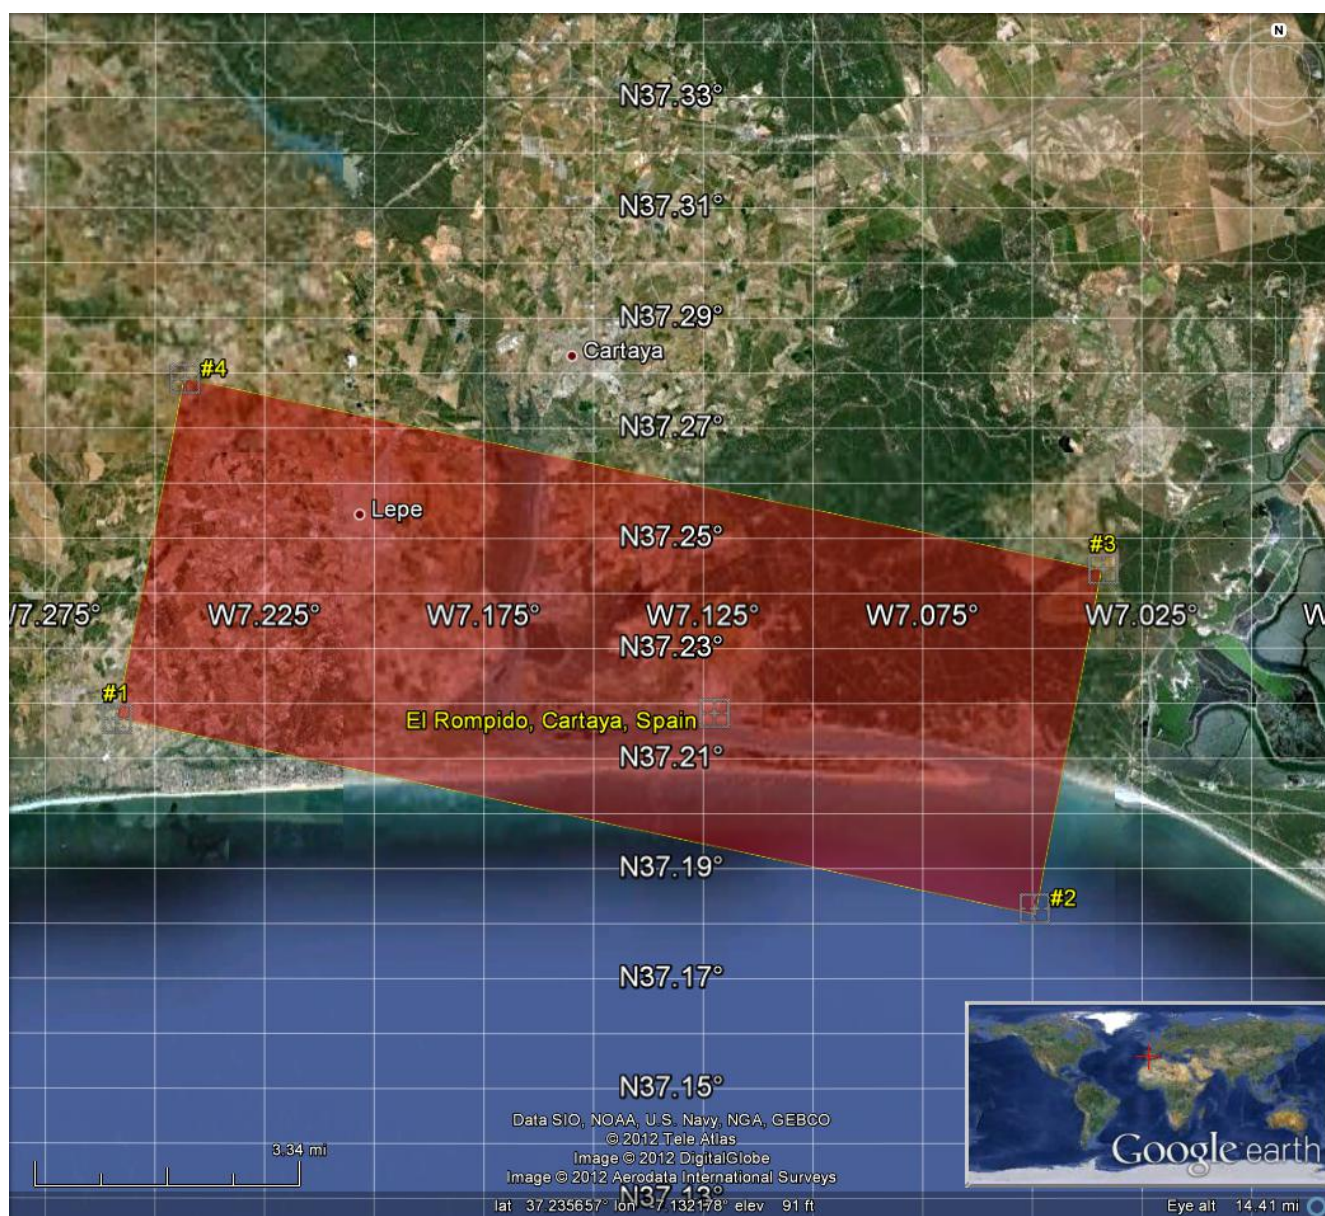 N
N37.33°
N37.31°
N37.29°
Cartaya
#4
N37.27°
Lepe
N37.25°
#3
W7.275° W7.225° W7.175° W7.125° W7.075° W7.025° W
N37.23°
#1
El Rompido, Cartaya, Spain
N37.21°
N37.19°
#2
N37.17°
N37.15°
Data SIO, NOAA, U.S. Navy, NGA, GEBCO
© 2012 Tele Atlas
Image © 2012 DigitalGlobe
Image © 2012 Aerodata International Surveys
3.34 mi
Google earth
N37.13°
lat 37.235657° lon -7.132178° elev 91 ft
Eye alt 14.41 mi